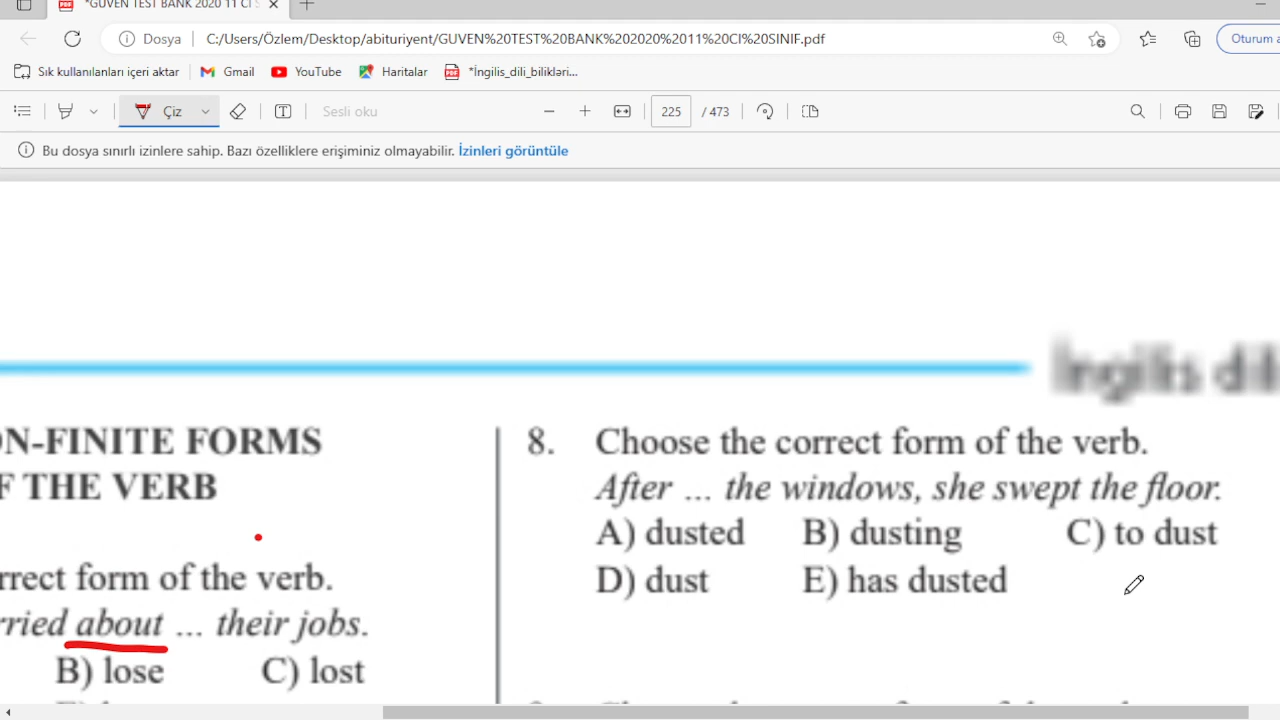 *GUVEN TEST BANK 2020 11 CI S
Dosya
C:/Users/Özlem/Desktop/abituriyent/GUVEN%20TEST%20BANK%202020%2011%20CI%20SINIF.pdf
Oturum a
Sık kullanılanları içeri aktar
Gmail
YouTube
Haritalar
*İngilis_dili_bilikləri...
Çiz
Sesli oku
225
/ 473
Bu dosya sınırlı izinlere sahip. Bazı özelliklere erişiminiz olmayabilir. İzinleri görüntüle
İngilis dili
ON-FINITE FORMS
F THE VERB
rrect form of the verb.
rried about ... their jobs.
B) lose C) lost
8. Choose the correct form of the verb.
After ... the windows, she swept the floor.
A) dusted B) dusting C) to dust
D) dust E) has dusted